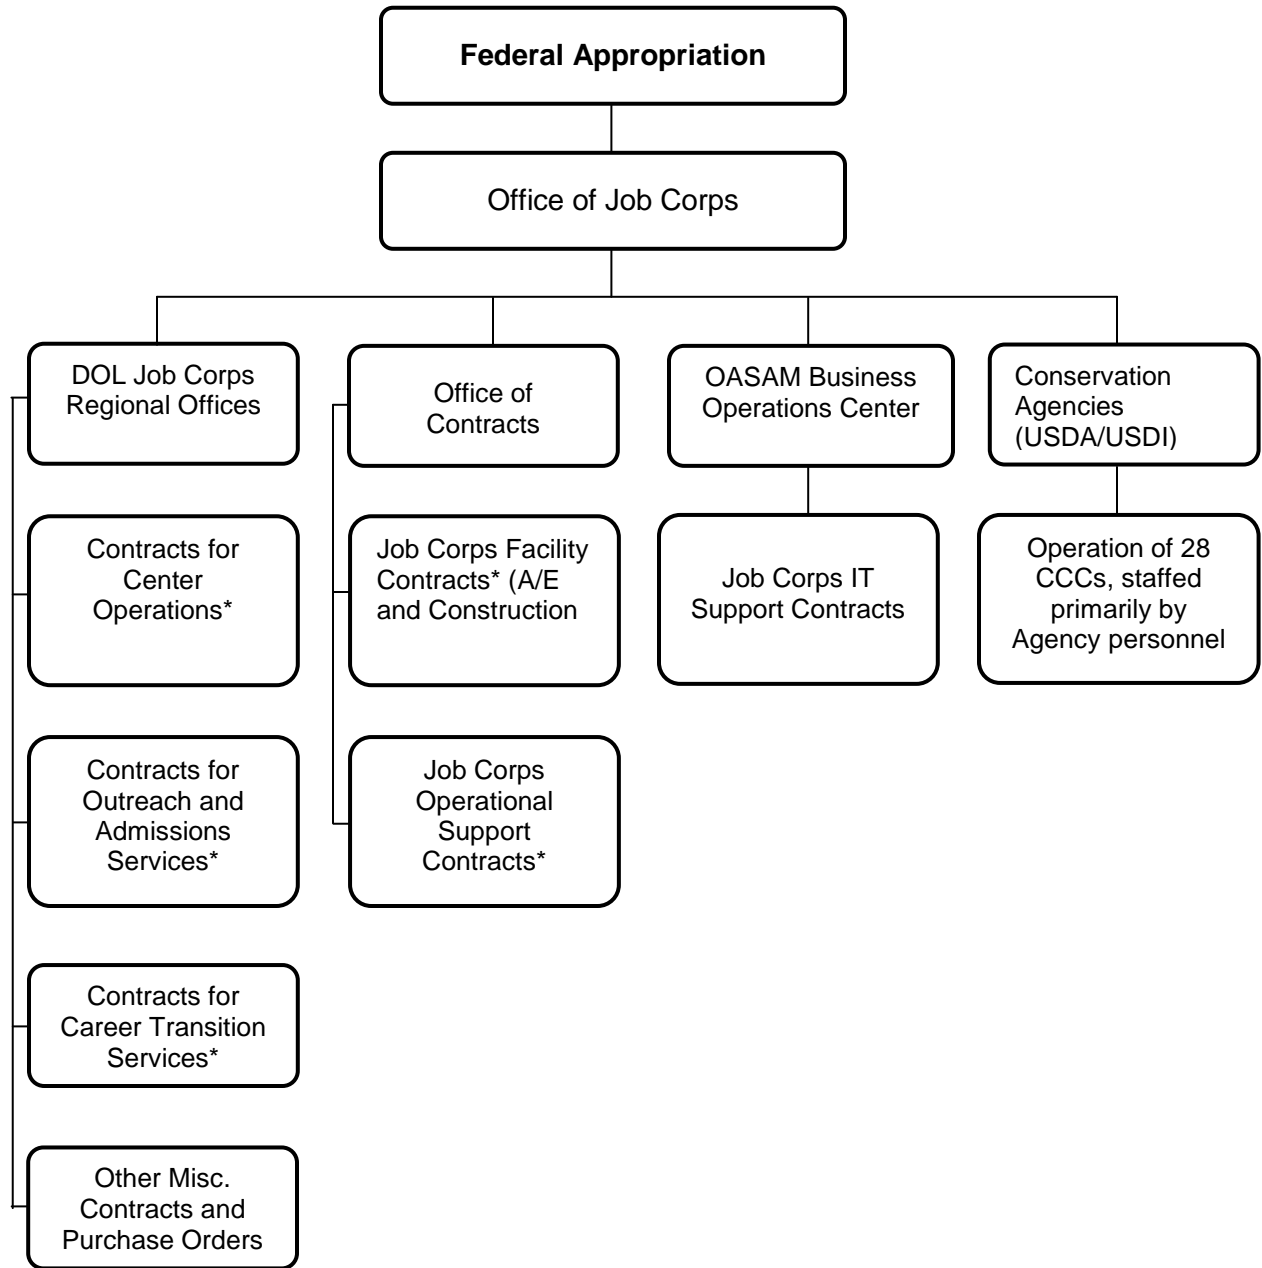 Federal Appropriation
Office of Job Corps
DOL Job Corps
Regional Offices
Office of
Contracts
OASAM Business
Operations Center
Conservation
Agencies
(USDA/USDI)
Contracts for
Center
Operations*
Job Corps Facility
Contracts* (A/E
and Construction
Job Corps IT
Support Contracts
Operation of 28
CCCs, staffed
primarily by
Agency personnel
Contracts for
Outreach and
Admissions
Services*
Job Corps
Operational
Support
Contracts*
Contracts for
Career Transition
Services*
Other Misc.
Contracts and
Purchase Orders